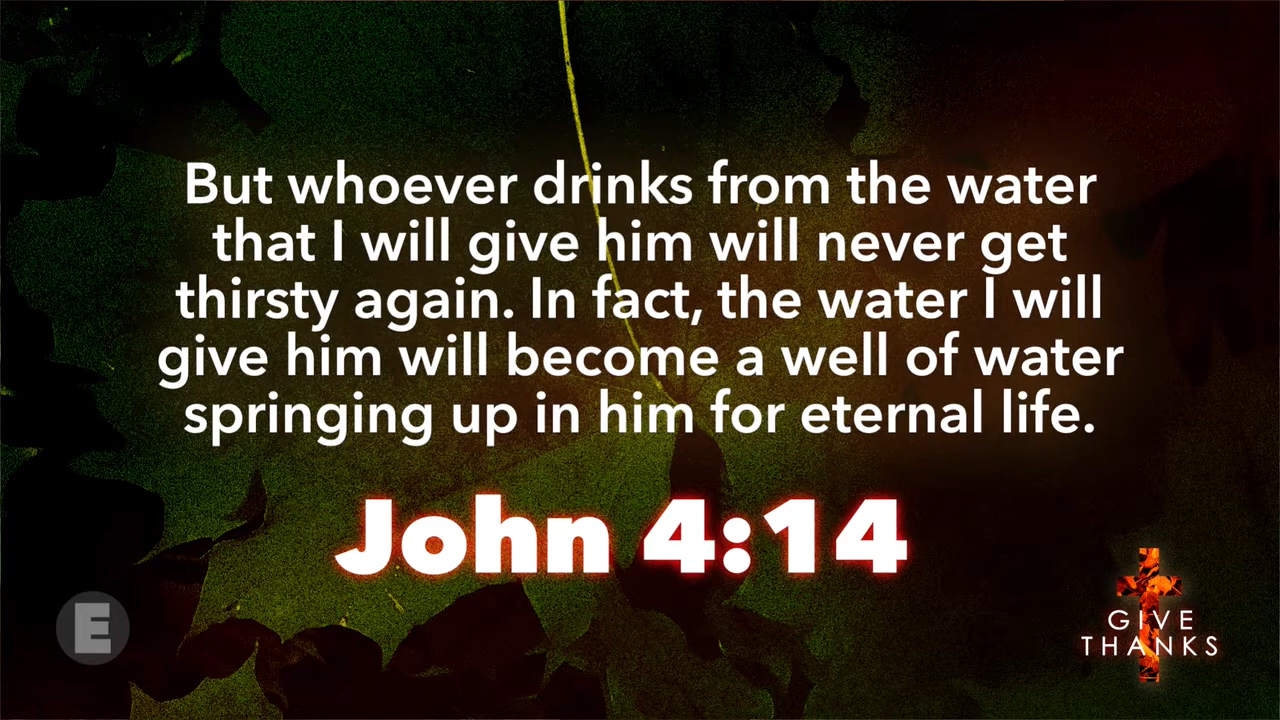 But whoever drinks from the water
that I will give him will never get
thirsty again. In fact, the water I will
give him will become a well of water
springing up in him for eternal life.
John 4:14
E
GIVE
THANKS